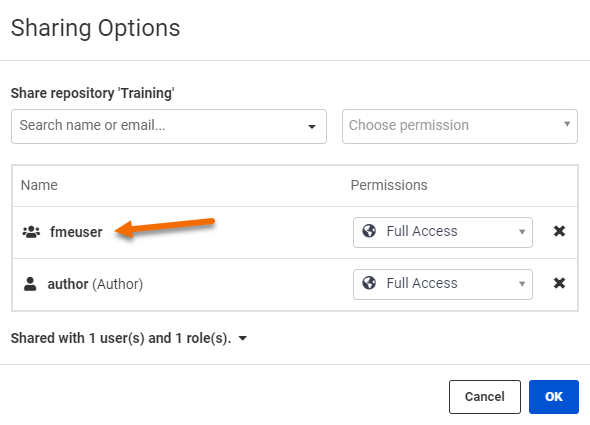 Sharing Options
Share repository 'Training'
Search name or email...
Choose permission
Name Permissions
fmeuser Full Access
author (Author) Full Access
Shared with 1 user(s) and 1 role(s).
Cancel OK